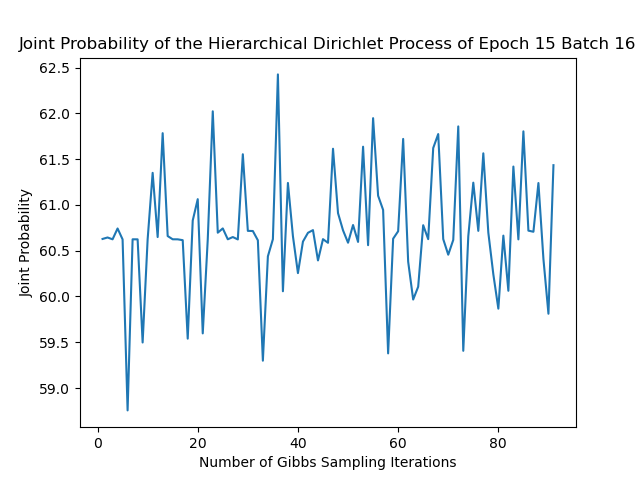 Joint Probability of the Hierarchical Dirichlet Process of Epoch 15 Batch 16
62.5
62.0
61.5
61.0
60.5
60.0
59.5
59.0
Joint Probability
0 20 40 60 80
Number of Gibbs Sampling Iterations